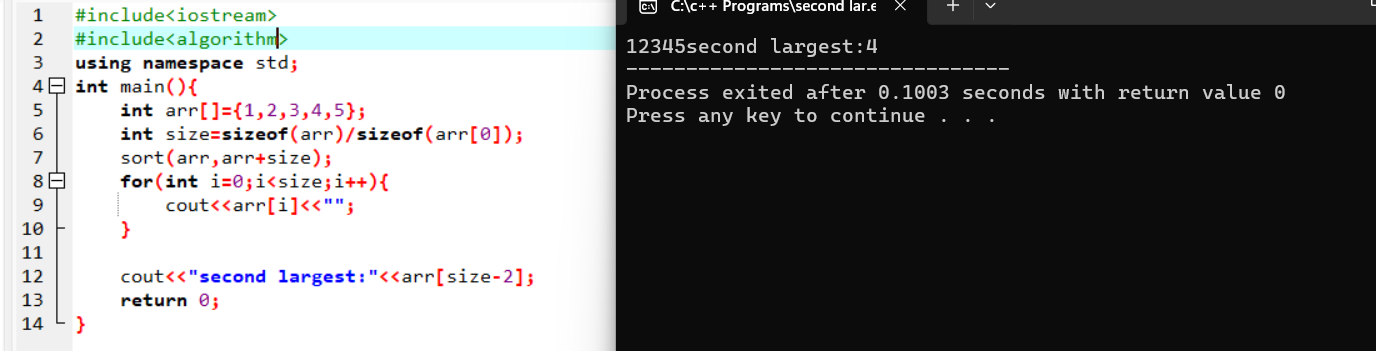 1 #include<iostream>
2 #include<algorithm>
3 using namespace std;
4 int main(){
5 int arr[]={1,2,3,4,5};
6 int size=sizeof(arr)/sizeof(arr[0]);
7 sort(arr,arr+size);
8 for(int i=0;i<size;i++){
9 cout<<arr[i]<<"";
10 }
11
12 cout<<"second largest:"<<arr[size-2];
13 return 0;
14 }
C:\c++ Programs\second lar.e
12345second largest:4
--------------------------------
Process exited after 0.1003 seconds with return value 0
Press any key to continue . . .